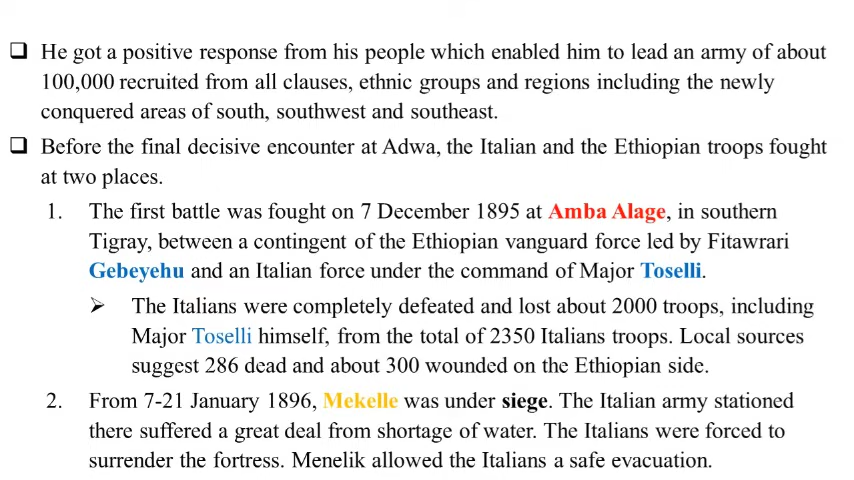 ❑ He got a positive response from his people which enabled him to lead an army of about
100,000 recruited from all clauses, ethnic groups and regions including the newly
conquered areas of south, southwest and southeast.
❑ Before the final decisive encounter at Adwa, the Italian and the Ethiopian troops fought
at two places.
1. The first battle was fought on 7 December 1895 at Amba Alage, in southern
Tigray, between a contingent of the Ethiopian vanguard force led by Fitawrari
Gebeyehu and an Italian force under the command of Major Toselli.
➢ The Italians were completely defeated and lost about 2000 troops, including
Major Toselli himself, from the total of 2350 Italians troops. Local sources
suggest 286 dead and about 300 wounded on the Ethiopian side.
2. From 7-21 January 1896, Mekelle was under siege. The Italian army stationed
there suffered a great deal from shortage of water. The Italians were forced to
surrender the fortress. Menelik allowed the Italians a safe evacuation.